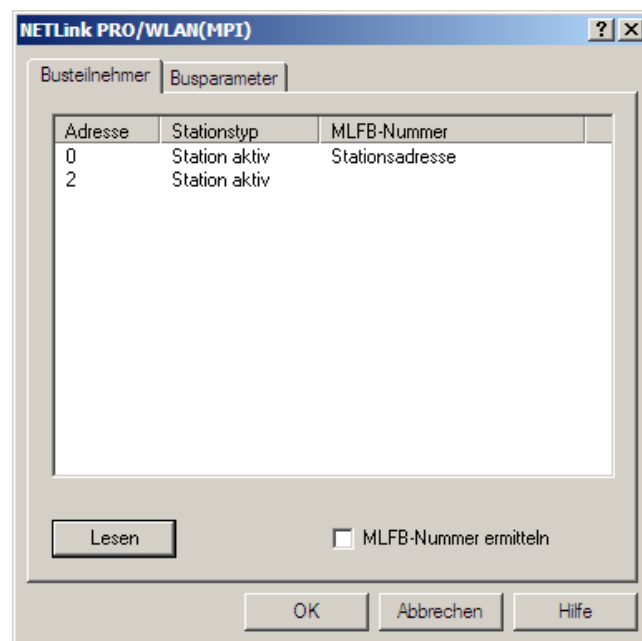 NETLink PRO/WLAN(MPI)
Busteilnehmer Busparameter
Adresse Stationstyp MLFB-Nummer
0 Station aktiv Stationsadresse
2 Station aktiv
Lesen MLFB-Nummer ermitteln
OK Abbrechen Hilfe